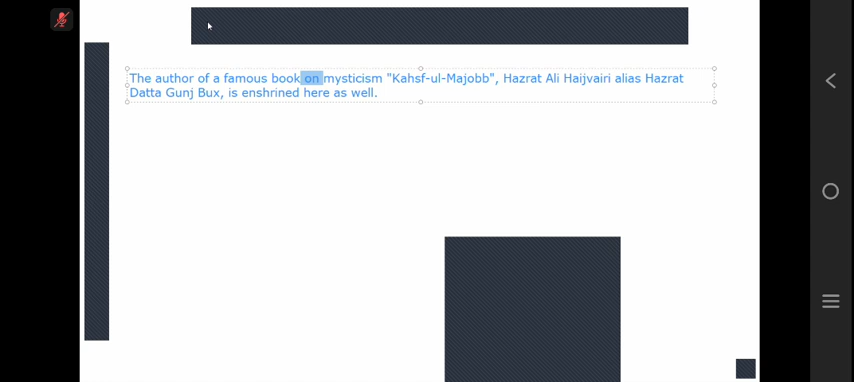 The author of a famous book on mysticism "Kahsf-ul-Majobb", Hazrat Ali Haijvairi alias Hazrat
Datta Gunj Bux, is enshrined here as well.